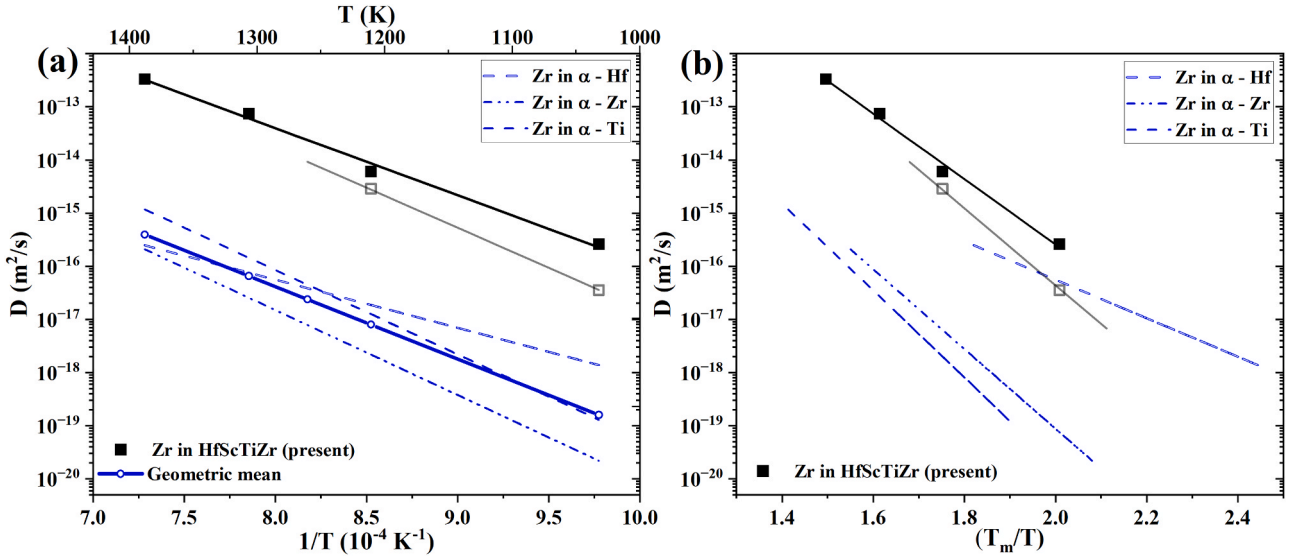 T (K)
1400 1300 1200 1100 1000
(a)
Zr in α - Hf
Zr in α - Zr
Zr in α - Ti
10⁻¹³
10⁻¹⁴
10⁻¹⁵
10⁻¹⁶
10⁻¹⁷
10⁻¹⁸
10⁻¹⁹
10⁻²⁰
D (m²/s)
Zr in HfScTiZr (present)
Geometric mean
7.0 7.5 8.0 8.5 9.0 9.5 10.0
1/T (10⁻⁴ K⁻¹)
(b)
Zr in α - Hf
Zr in α - Zr
Zr in α - Ti
10⁻¹³
10⁻¹⁴
10⁻¹⁵
10⁻¹⁶
10⁻¹⁷
10⁻¹⁸
10⁻¹⁹
10⁻²⁰
D (m²/s)
Zr in HfScTiZr (present)
1.4 1.6 1.8 2.0 2.2 2.4
(Tₘ/T)